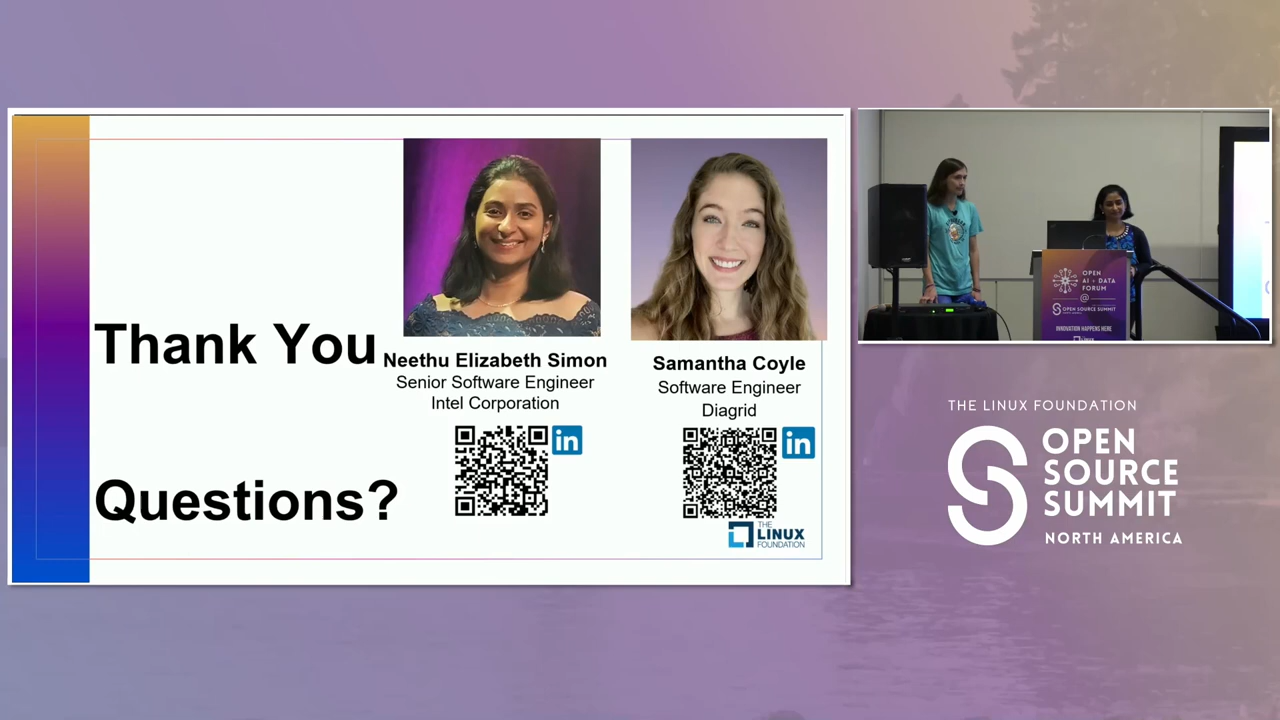 Thank You
Questions?
Neethu Elizabeth Simon
Senior Software Engineer
Intel Corporation
in
Samantha Coyle
Software Engineer
Diagrid
in
THE
LINUX
FOUNDATION
OPEN
AI + DATA
FORUM
@
OPEN SOURCE SUMMIT
INNOVATION HAPPENS HERE
THE LINUX FOUNDATION
OPEN
SOURCE
SUMMIT
NORTH AMERICA